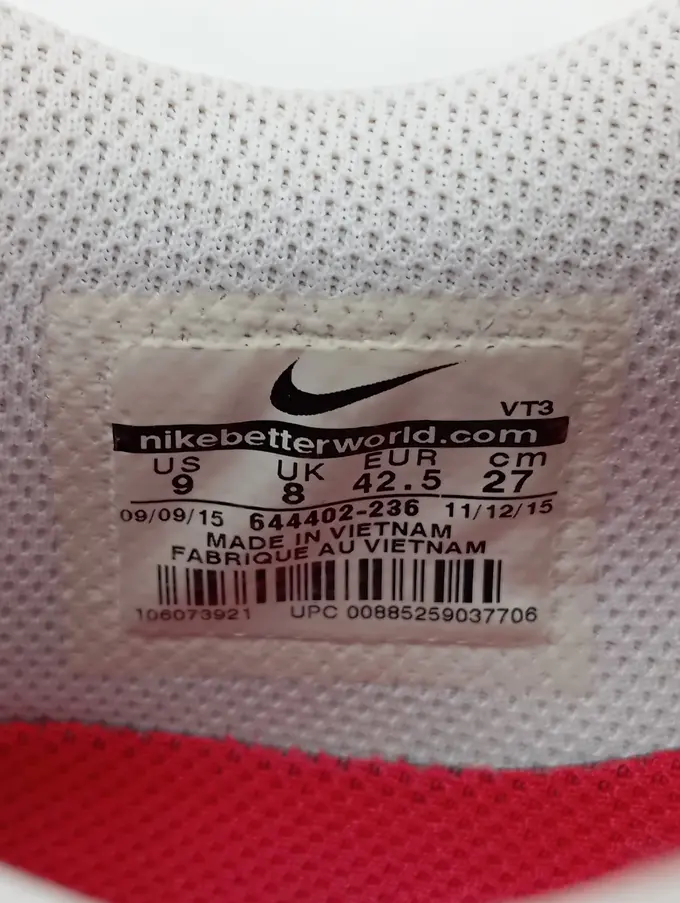 VT3
nikebetterworld.com
US UK EUR cm
9 8 42.5 27
09/09/15 644402-236 11/12/15
MADE IN VIETNAM
FABRIQUE AU VIETNAM
106073921 UPC 00885259037706